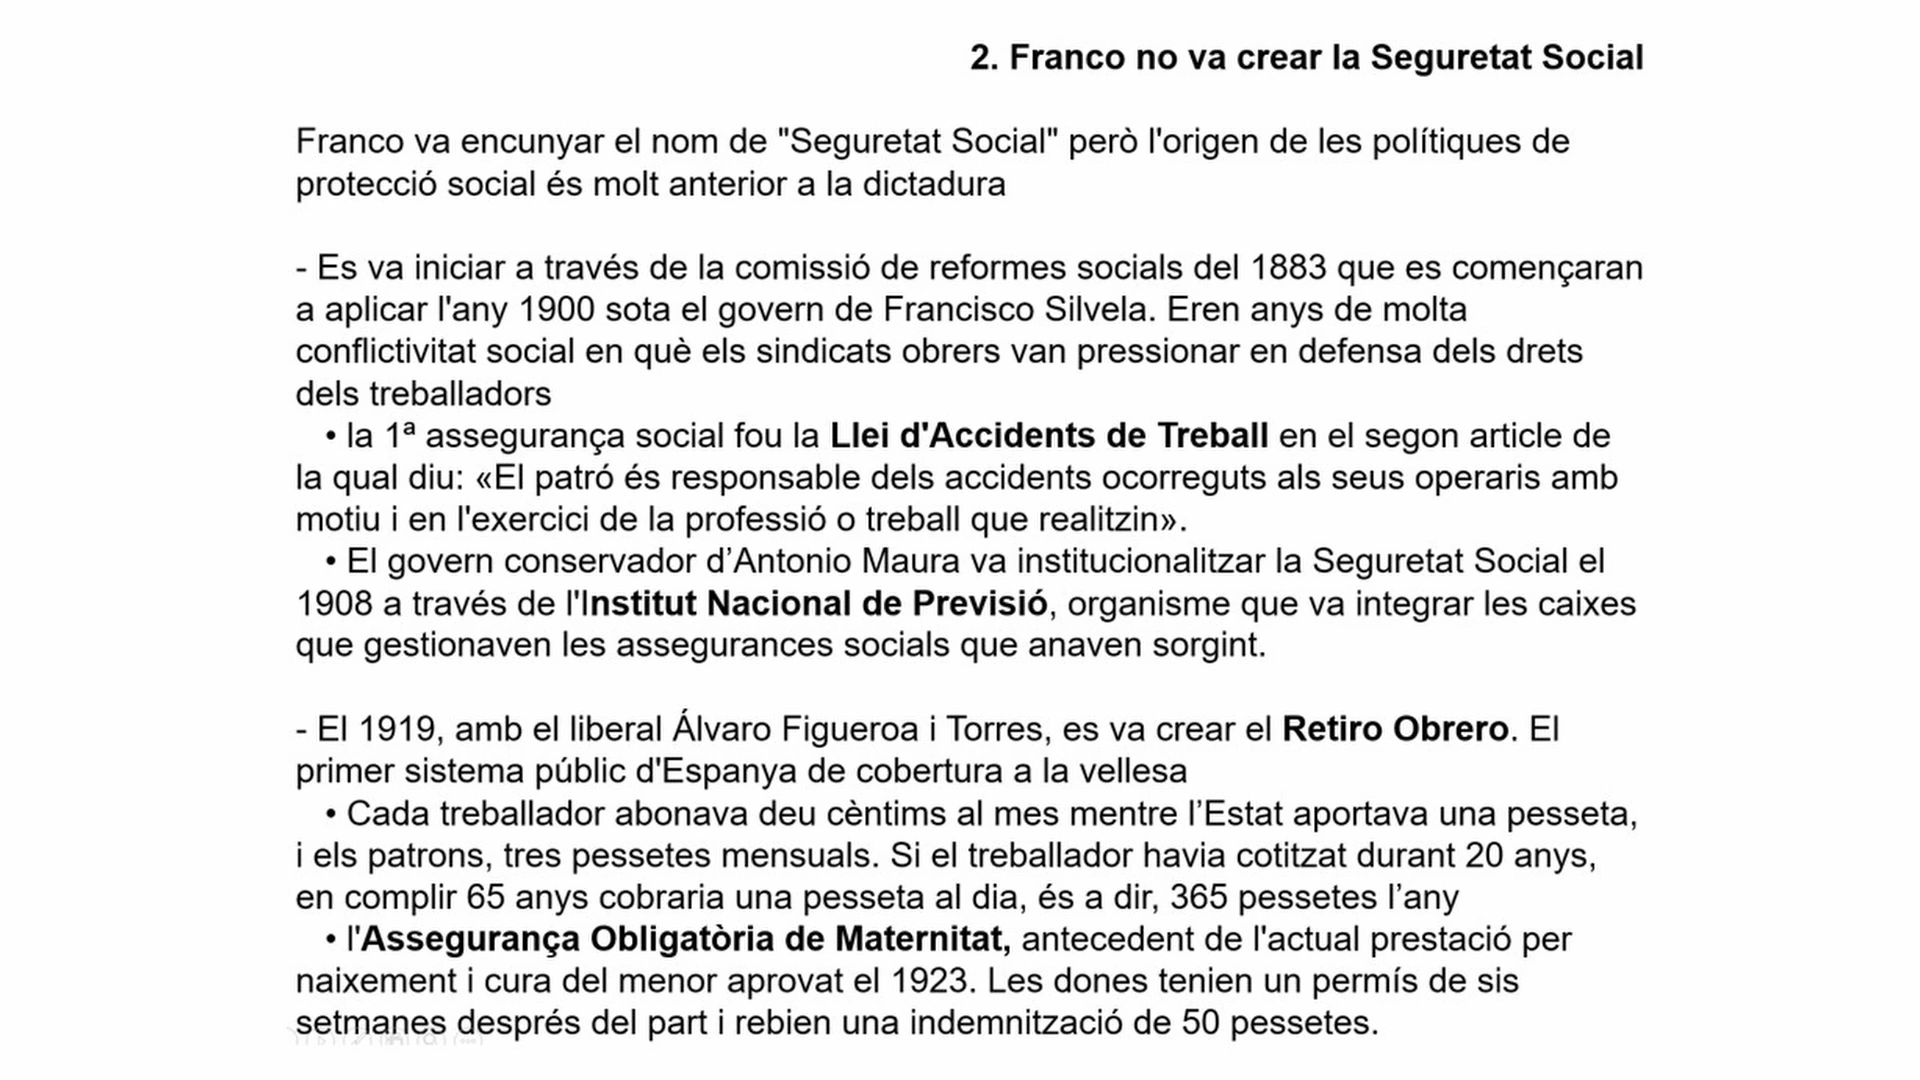 2. Franco no va crear la Seguretat Social
Franco va encunyar el nom de "Seguretat Social" però l'origen de les polítiques de
protecció social és molt anterior a la dictadura
- Es va iniciar a través de la comissió de reformes socials del 1883 que es començaran
a aplicar l'any 1900 sota el govern de Francisco Silvela. Eren anys de molta
conflictivitat social en què els sindicats obrers van pressionar en defensa dels drets
dels treballadors
• la 1ª assegurança social fou la Llei d'Accidents de Treball en el segon article de
la qual diu: «El patró és responsable dels accidents ocorreguts als seus operaris amb
motiu i en l'exercici de la professió o treball que realitzin».
• El govern conservador d’Antonio Maura va institucionalitzar la Seguretat Social el
1908 a través de l'Institut Nacional de Previsió, organisme que va integrar les caixes
que gestionaven les assegurances socials que anaven sorgint.
- El 1919, amb el liberal Álvaro Figueroa i Torres, es va crear el Retiro Obrero. El
primer sistema públic d'Espanya de cobertura a la vellesa
• Cada treballador abonava deu cèntims al mes mentre l’Estat aportava una pesseta,
i els patrons, tres pessetes mensuals. Si el treballador havia cotitzat durant 20 anys,
en complir 65 anys cobraria una pesseta al dia, és a dir, 365 pessetes l’any
• l'Assegurança Obligatòria de Maternitat, antecedent de l'actual prestació per
naixement i cura del menor aprovat el 1923. Les dones tenien un permís de sis
setmanes després del part i rebien una indemnització de 50 pessetes.